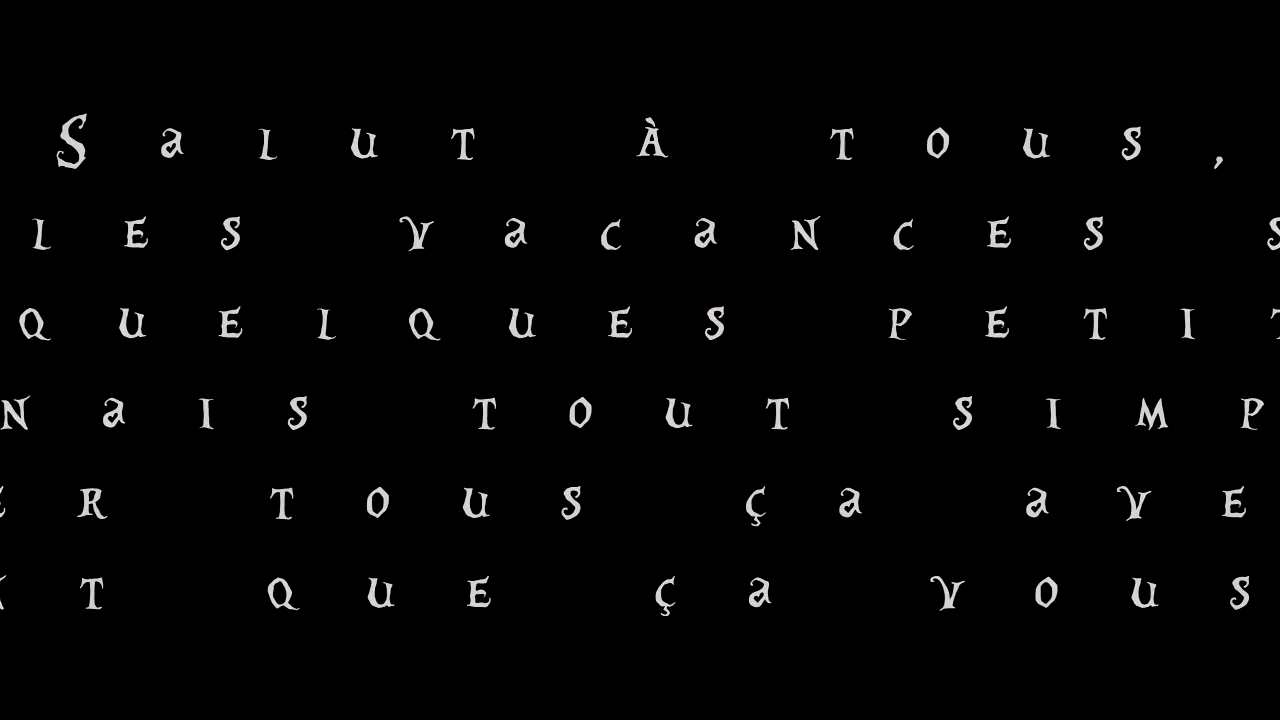 Salut à tous,
les vacances
quelques
tout
tous ça
que ça vous